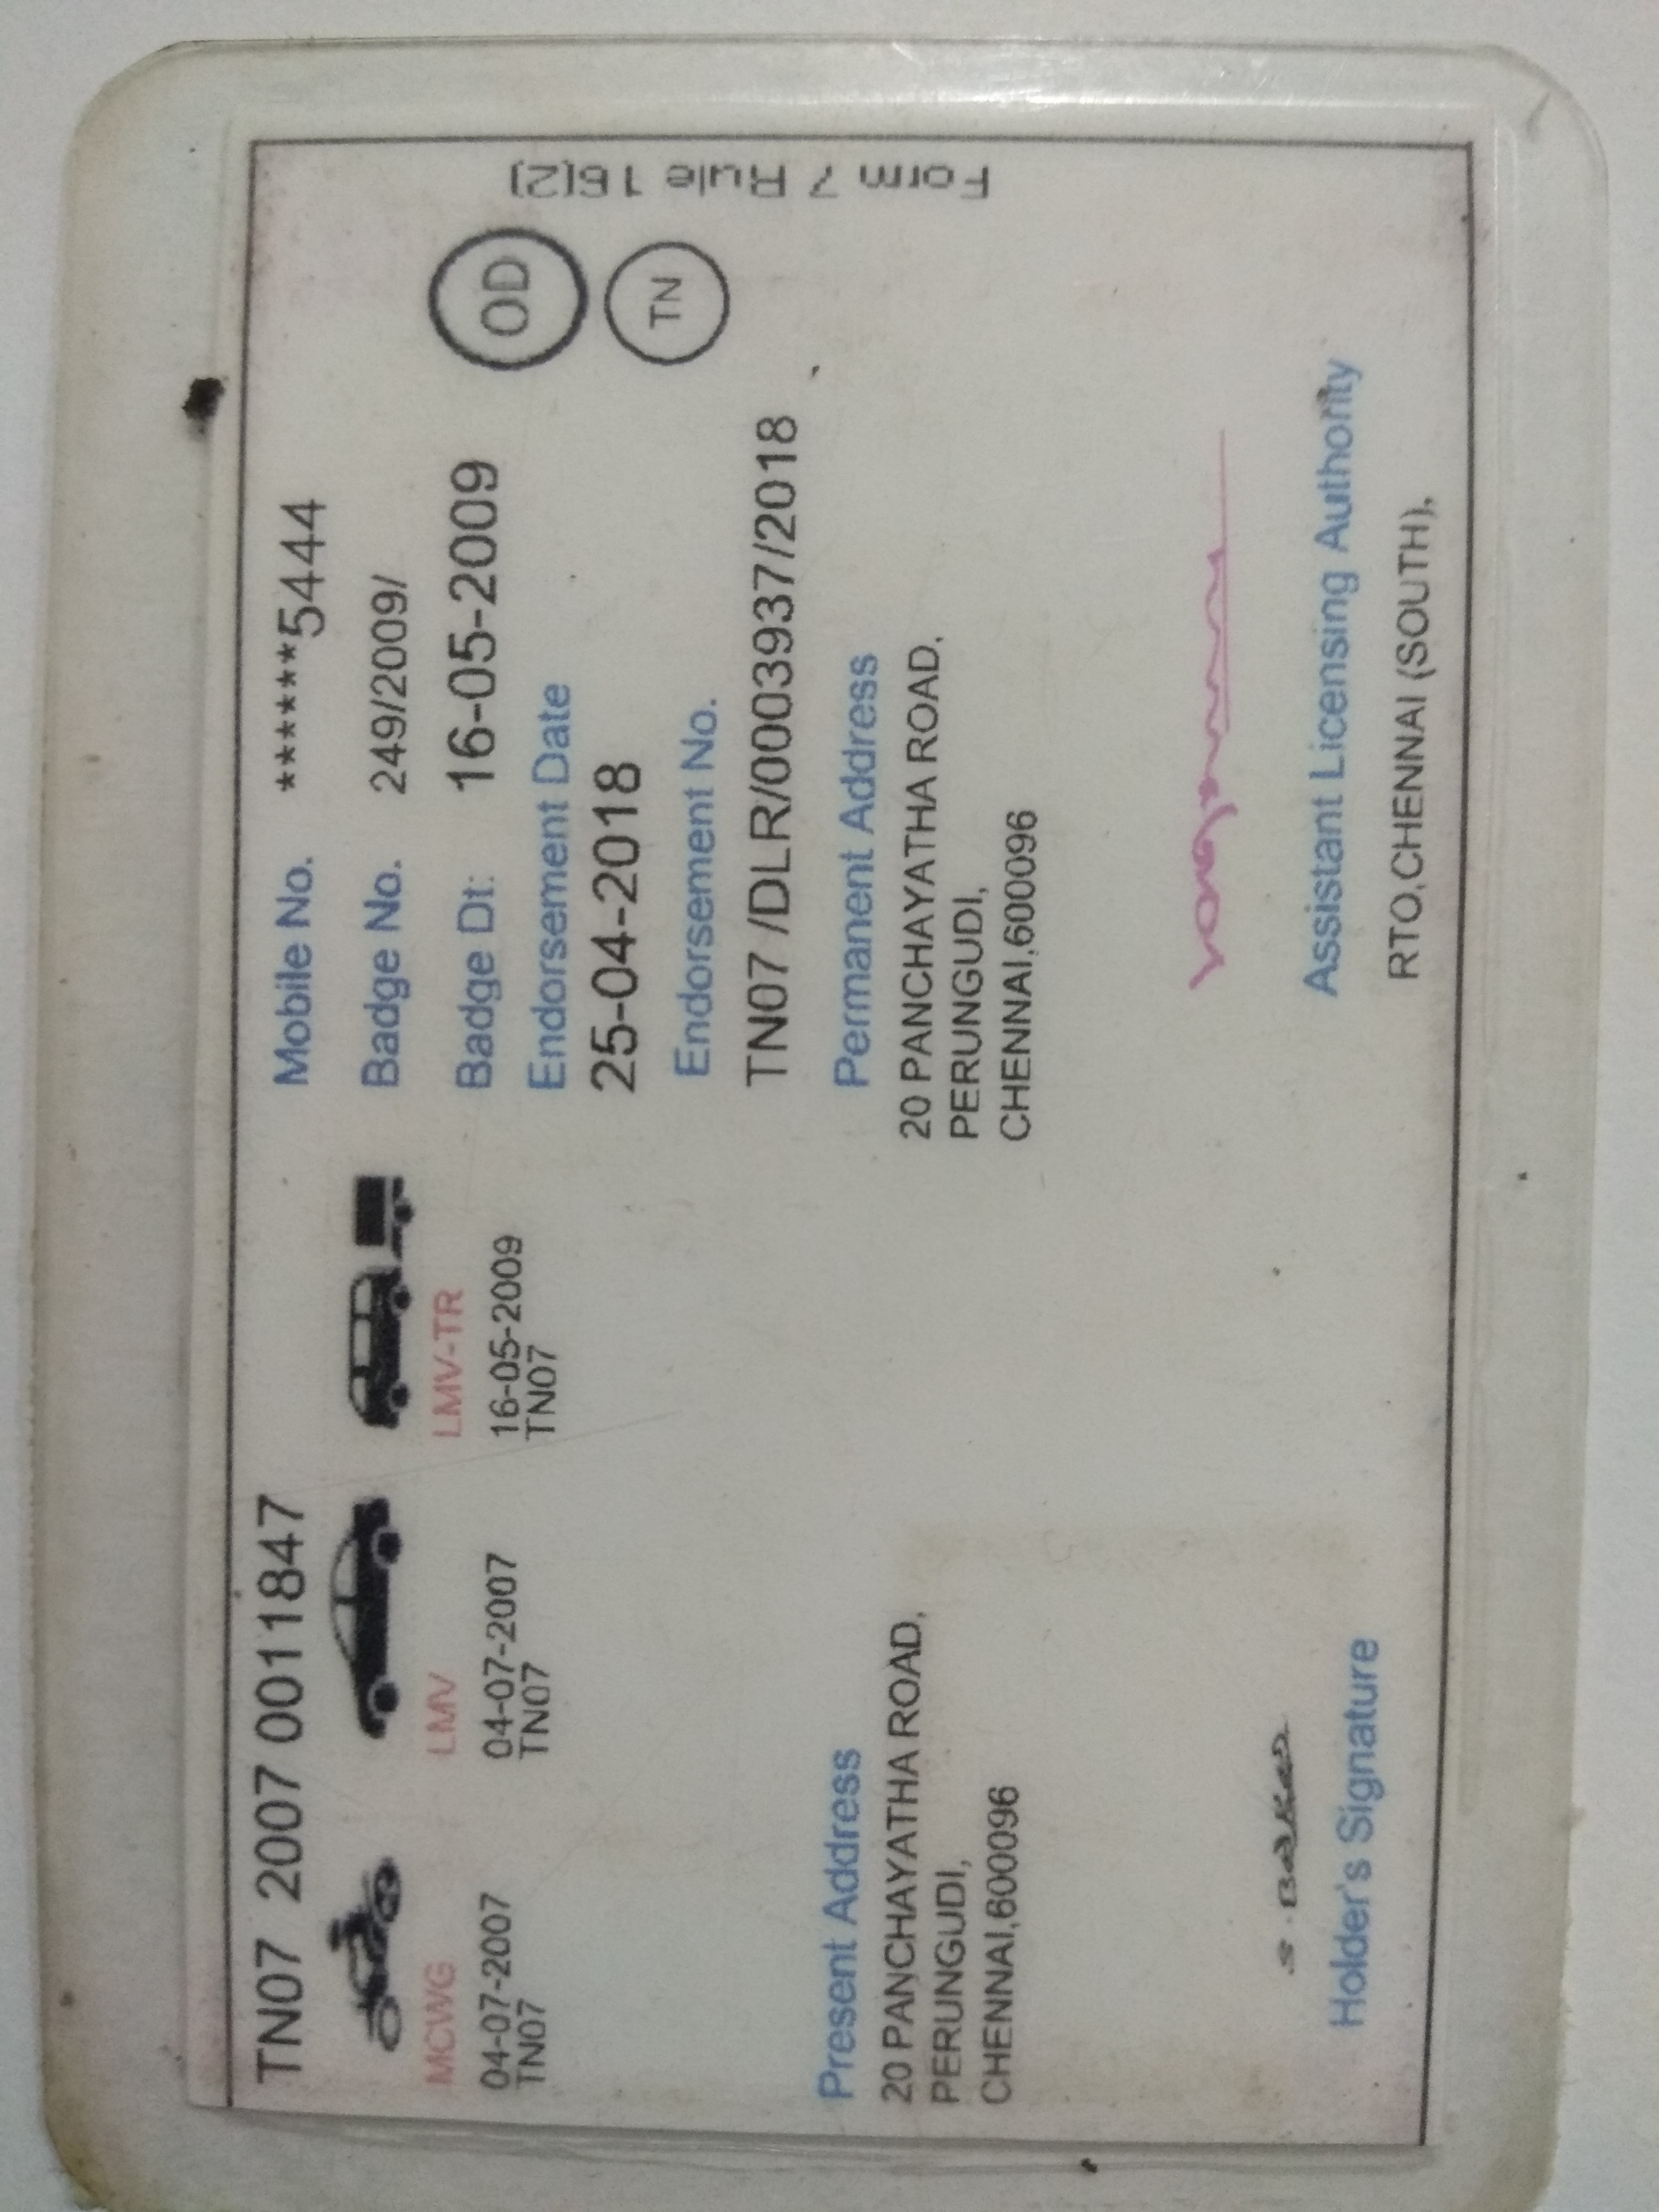 TN07 2007 0011847
MCWG
04-07-2007
TN07
LMV
04-07-2007
TN07
LMV-TR
16-05-2009
TN07
Mobile No. ******5444
Badge No. 249/2009/
Badge Dt: 16-05-2009
Endorsement Date
25-04-2018
Endorsement No.
TN07 /DLR/0003937/2018
OD
TN
Form 7 Rule 16(2)
Present Address
20 PANCHAYATHA ROAD,
PERUNGUDI,
CHENNAI,600096
Permanent Address
20 PANCHAYATHA ROAD,
PERUNGUDI,
CHENNAI,600096
Holder's Signature
Assistant Licensing Authority
RTO,CHENNAI (SOUTH),